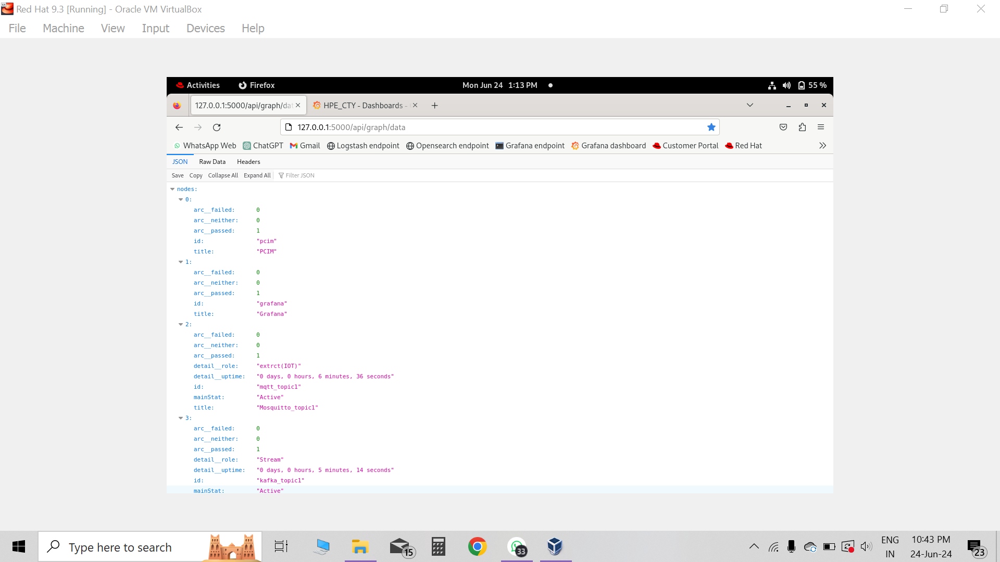 Red Hat 9.3 [Running] - Oracle VM VirtualBox
File Machine View Input Devices Help
Activities Firefox Mon Jun 24 1:13 PM 55 %
127.0.0.1:5000/api/graph/dat HPE_CTY - Dashboards -
127.0.0.1:5000/api/graph/data
WhatsApp Web ChatGPT Gmail Logstash endpoint Opensearch endpoint Grafana endpoint Grafana dashboard Customer Portal Red Hat
JSON Raw Data Headers
Save Copy Collapse All Expand All Filter JSON
nodes:
0:
arc__failed: 0
arc__neither: 0
arc__passed: 1
id: "pcim"
title: "PCIM"
1:
arc__failed: 0
arc__neither: 0
arc__passed: 1
id: "grafana"
title: "Grafana"
2:
arc__failed: 0
arc__neither: 0
arc__passed: 1
detail__role: "extrct(IOT)"
detail__uptime: "0 days, 0 hours, 6 minutes, 36 seconds"
id: "mqtt_topic1"
mainStat: "Active"
title: "Mosquitto_topic1"
3:
arc__failed: 0
arc__neither: 0
arc__passed: 1
detail__role: "Stream"
detail__uptime: "0 days, 0 hours, 5 minutes, 14 seconds"
id: "kafka_topic1"
mainStat: "Active"
Type here to search 15 33 ENG 10:43 PM
IN 24-Jun-24 23